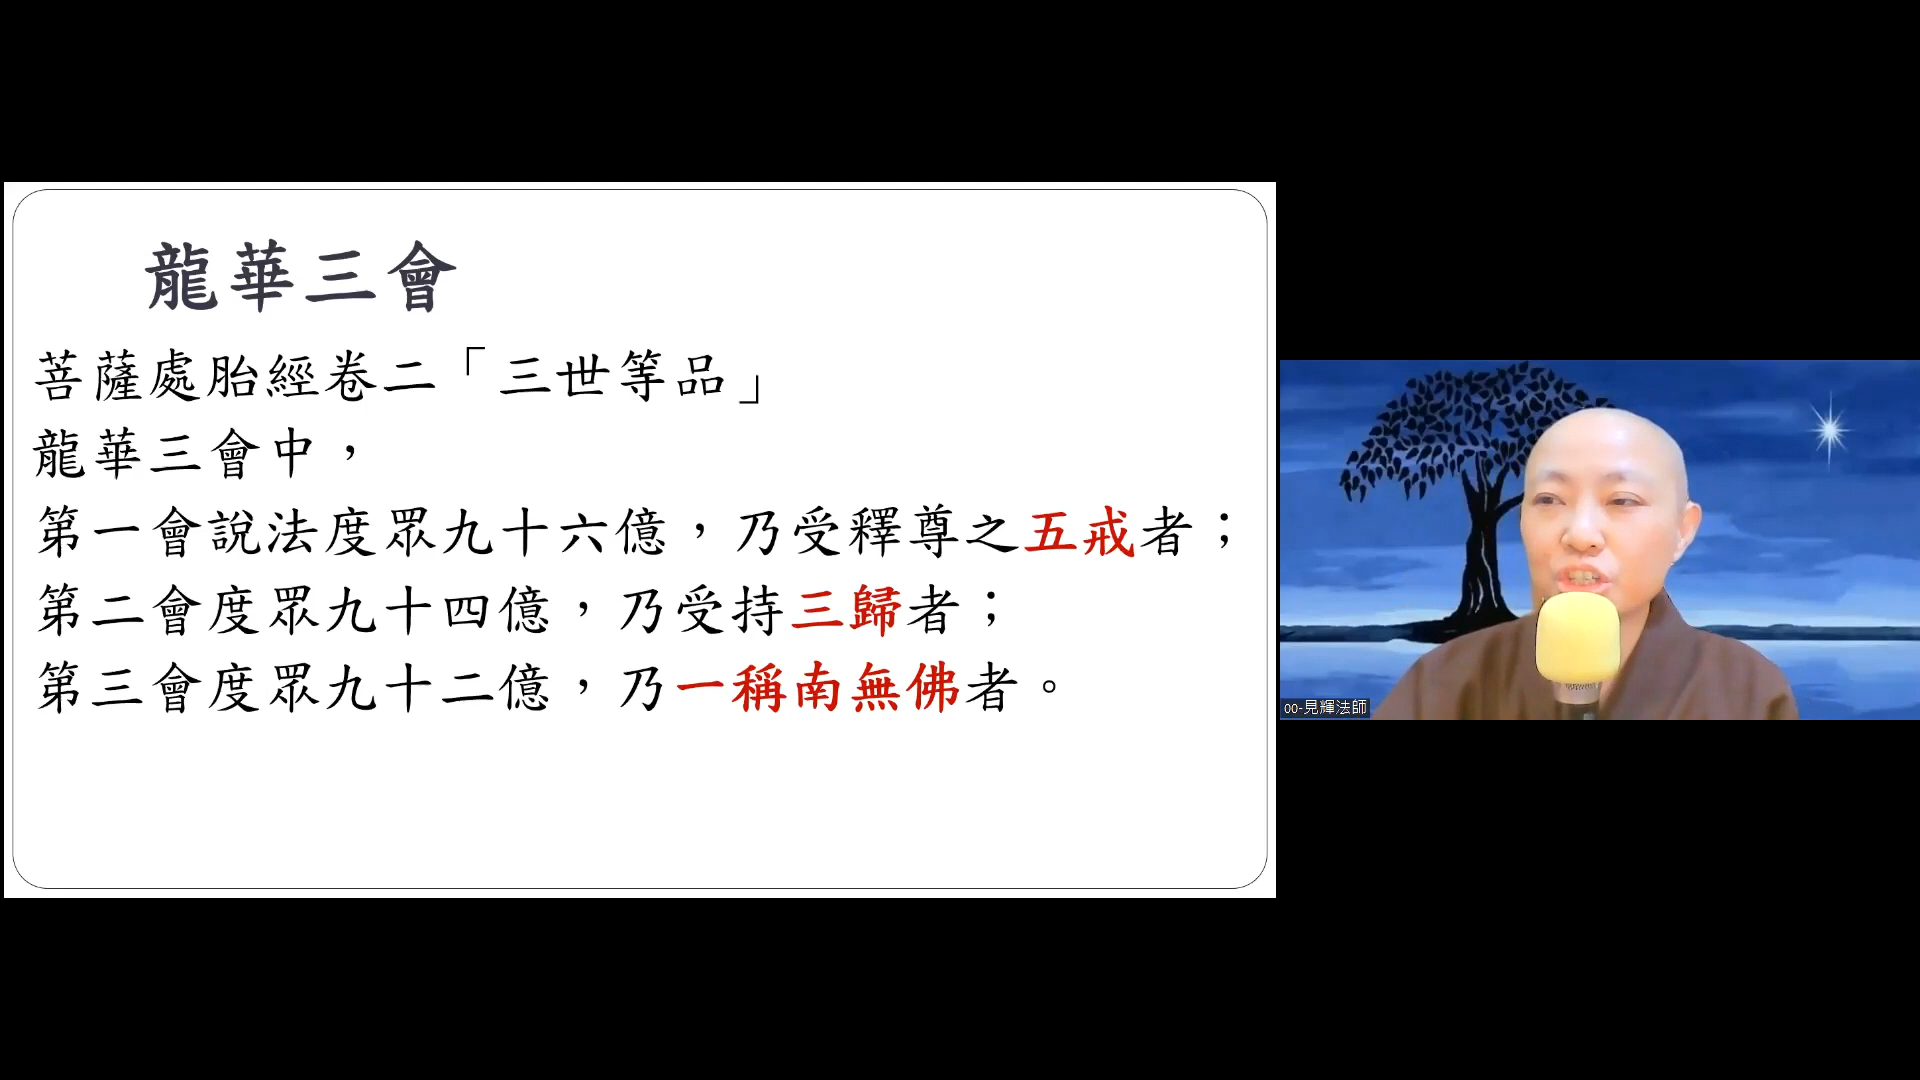 龍華三會
菩薩處胎經卷二「三世等品」
龍華三會中，
第一會說法度眾九十六億，乃受釋尊之五戒者；
第二會度眾九十四億，乃受持三歸者；
第三會度眾九十二億，乃一稱南無佛者。
00-見輝法師